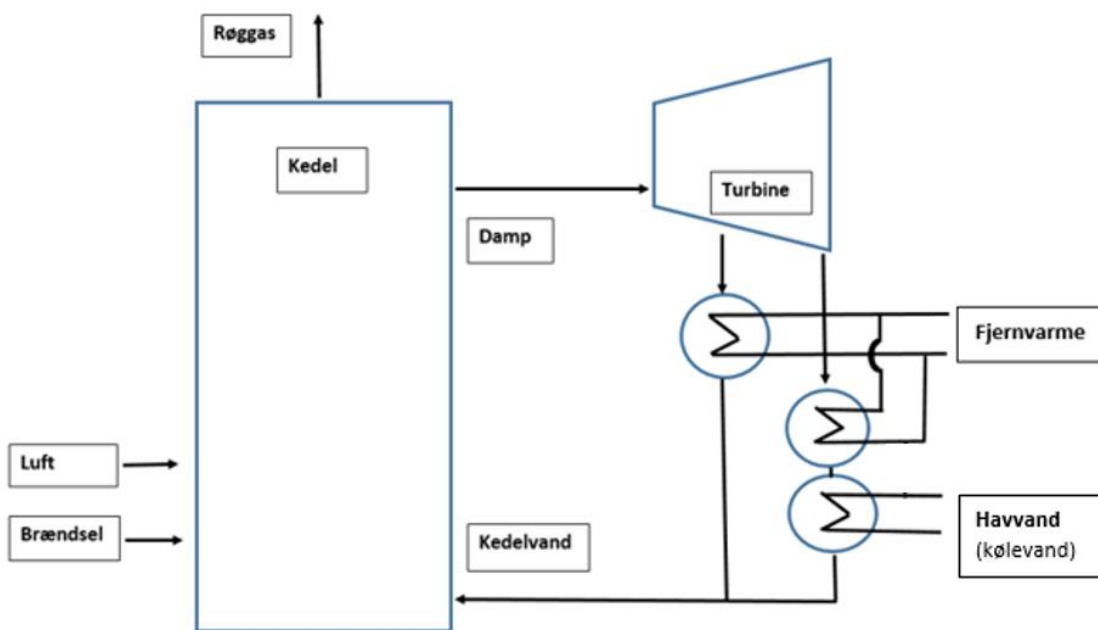 Røggas
Kedel
Turbine
Damp
Fjernvarme
Luft
Brændsel
Kedelvand
Havvand
(kølevand)